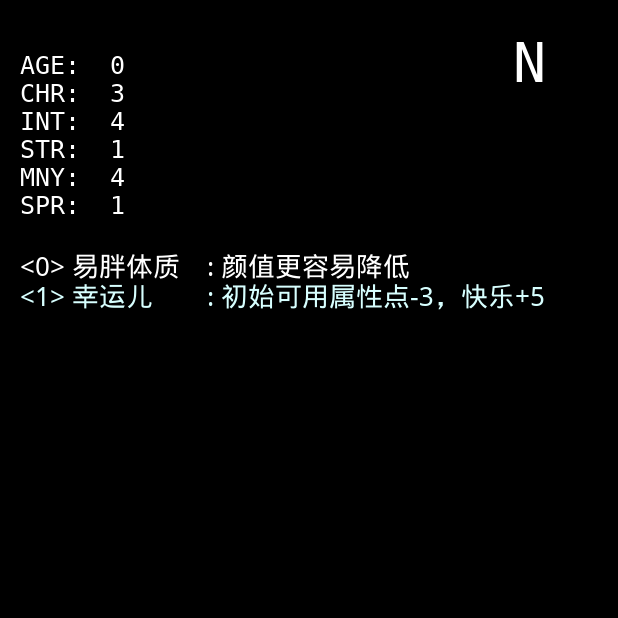 N
AGE: 0
CHR: 3
INT: 4
STR: 1
MNY: 4
SPR: 1
<0> 易胖体质 : 颜值更容易降低
<1> 幸运儿 : 初始可用属性点-3，快乐+5